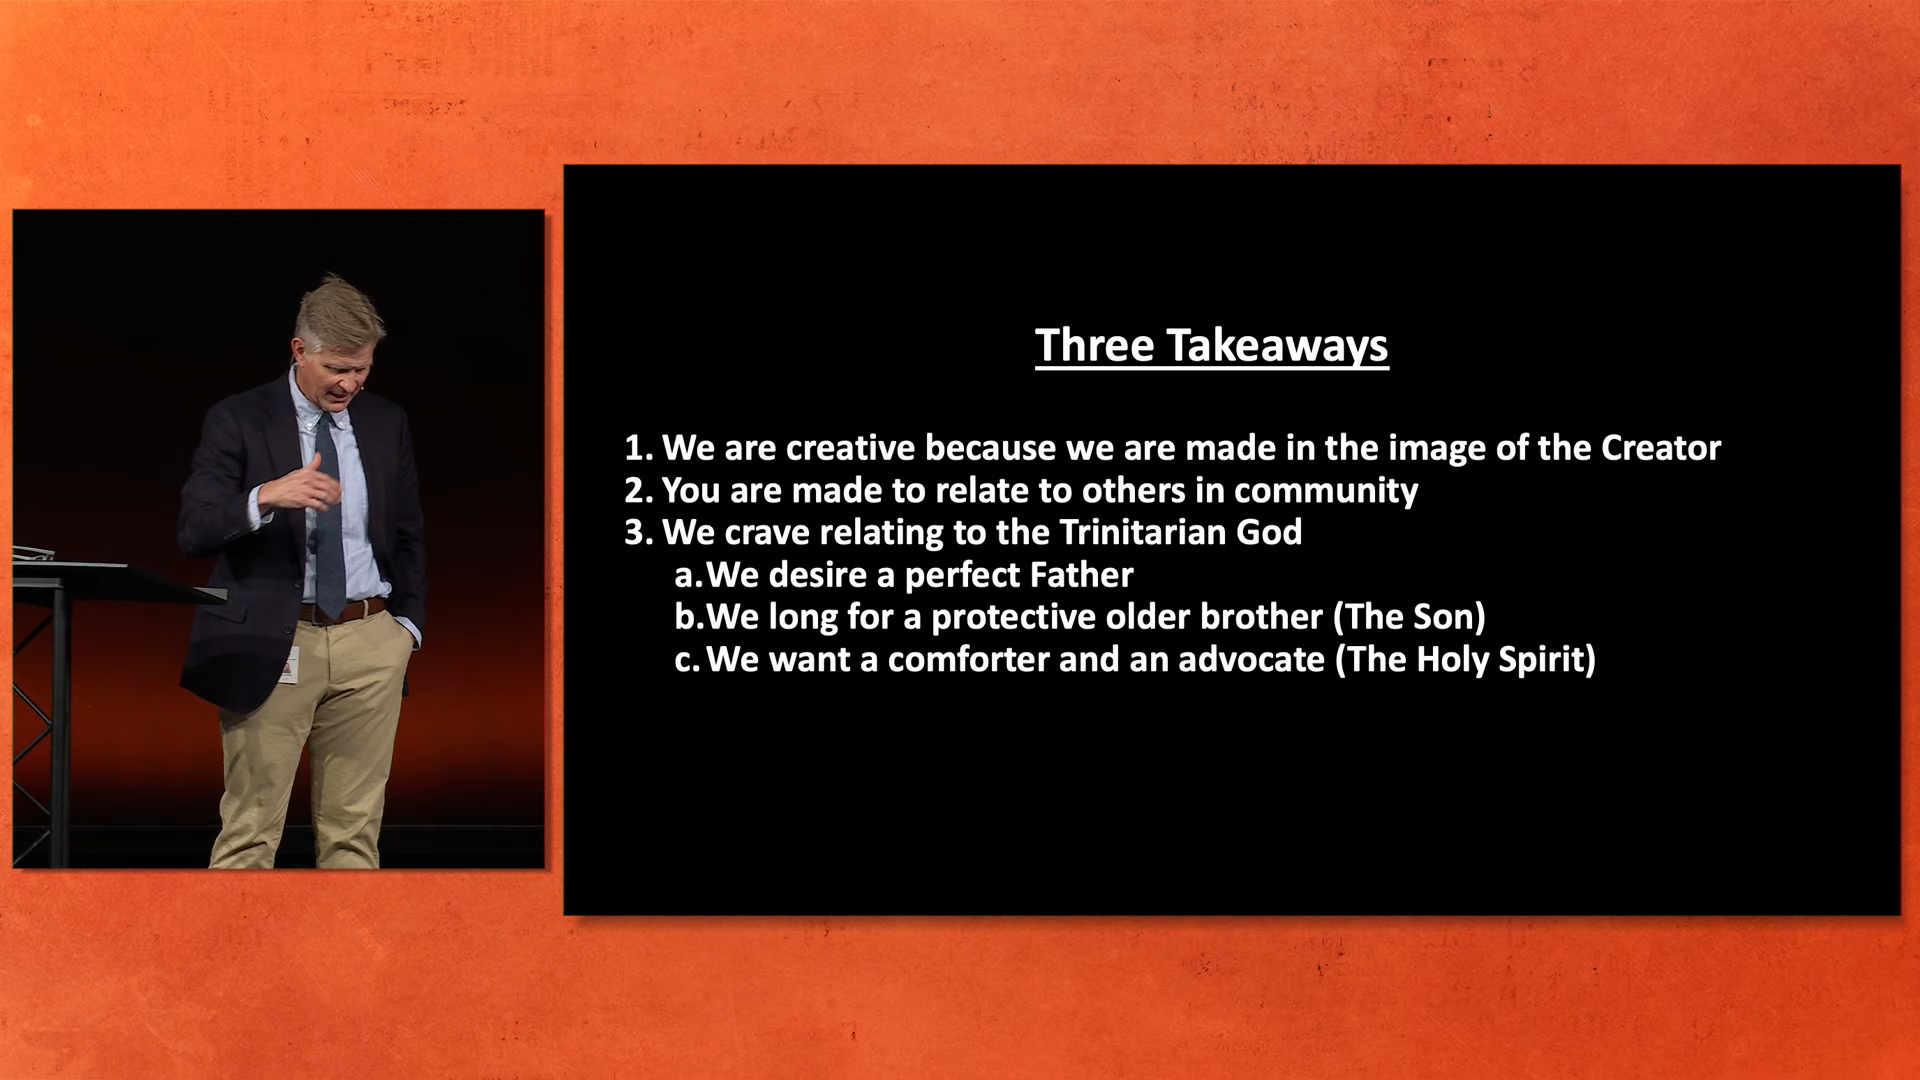 Three Takeaways
1. We are creative because we are made in the image of the Creator
2. You are made to relate to others in community
3. We crave relating to the Trinitarian God
a. We desire a perfect Father
b. We long for a protective older brother (The Son)
c. We want a comforter and an advocate (The Holy Spirit)